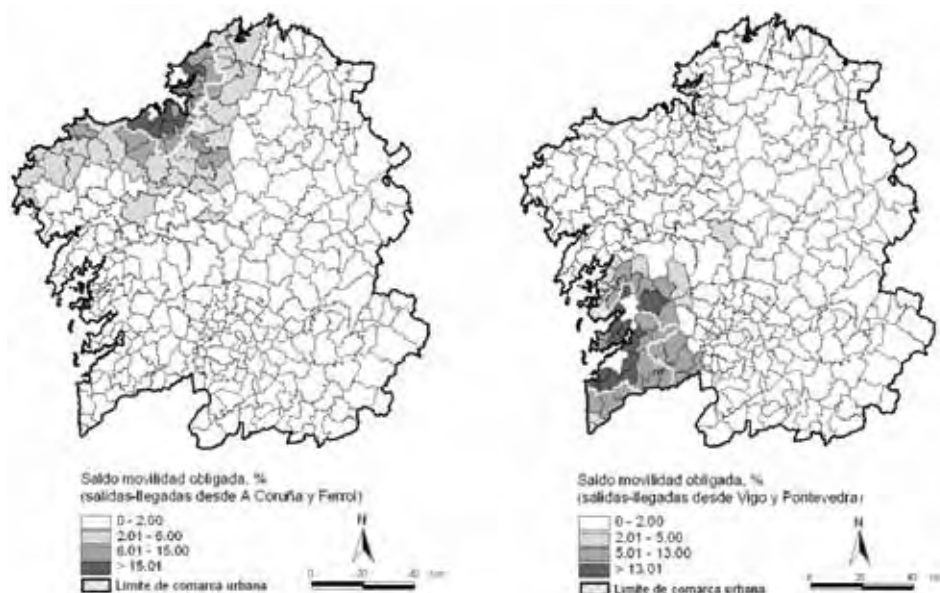 Saldo movilidad obligada, %
(salidas-llegadas desde A Coruña y Ferrol)
0 - 2.00
2.01 - 6.00
6.01 - 15.00
> 15.01
Límite de comarca urbana
N
0 20 40 km
Saldo movilidad obligada, %
(salidas-llegadas desde Vigo y Pontevedra)
0 - 2.00
2.01 - 5.00
5.01 - 13.00
> 13.01
Límite de comarca urbana
N
0 20 40